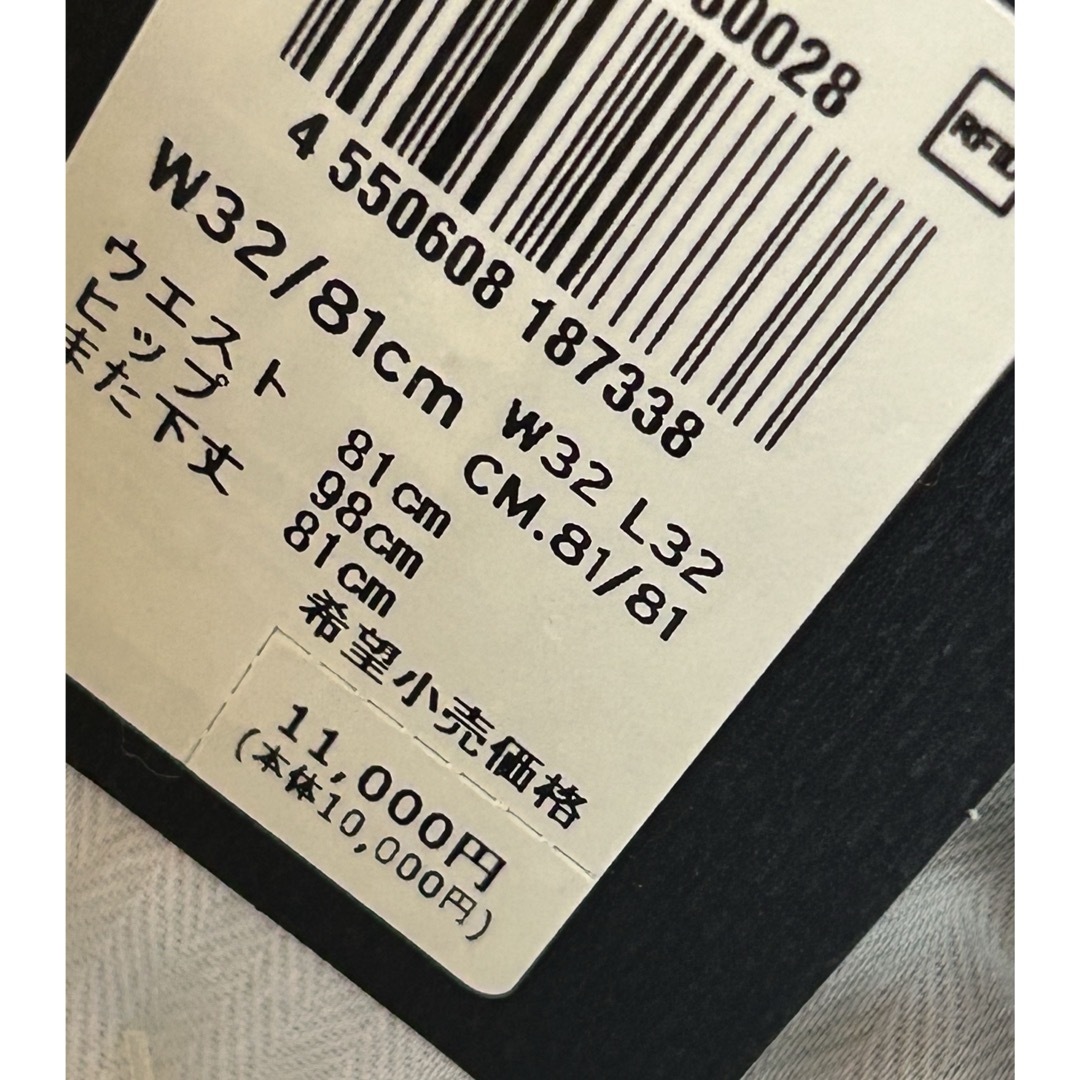 0028
RFID
4 550608 187338
W32/81cm W32 L32
CM.81/81
ウエスト 81cm
ヒップ 98cm
また下丈 81cm
希望小売価格
11,000円
(本体10,000円)